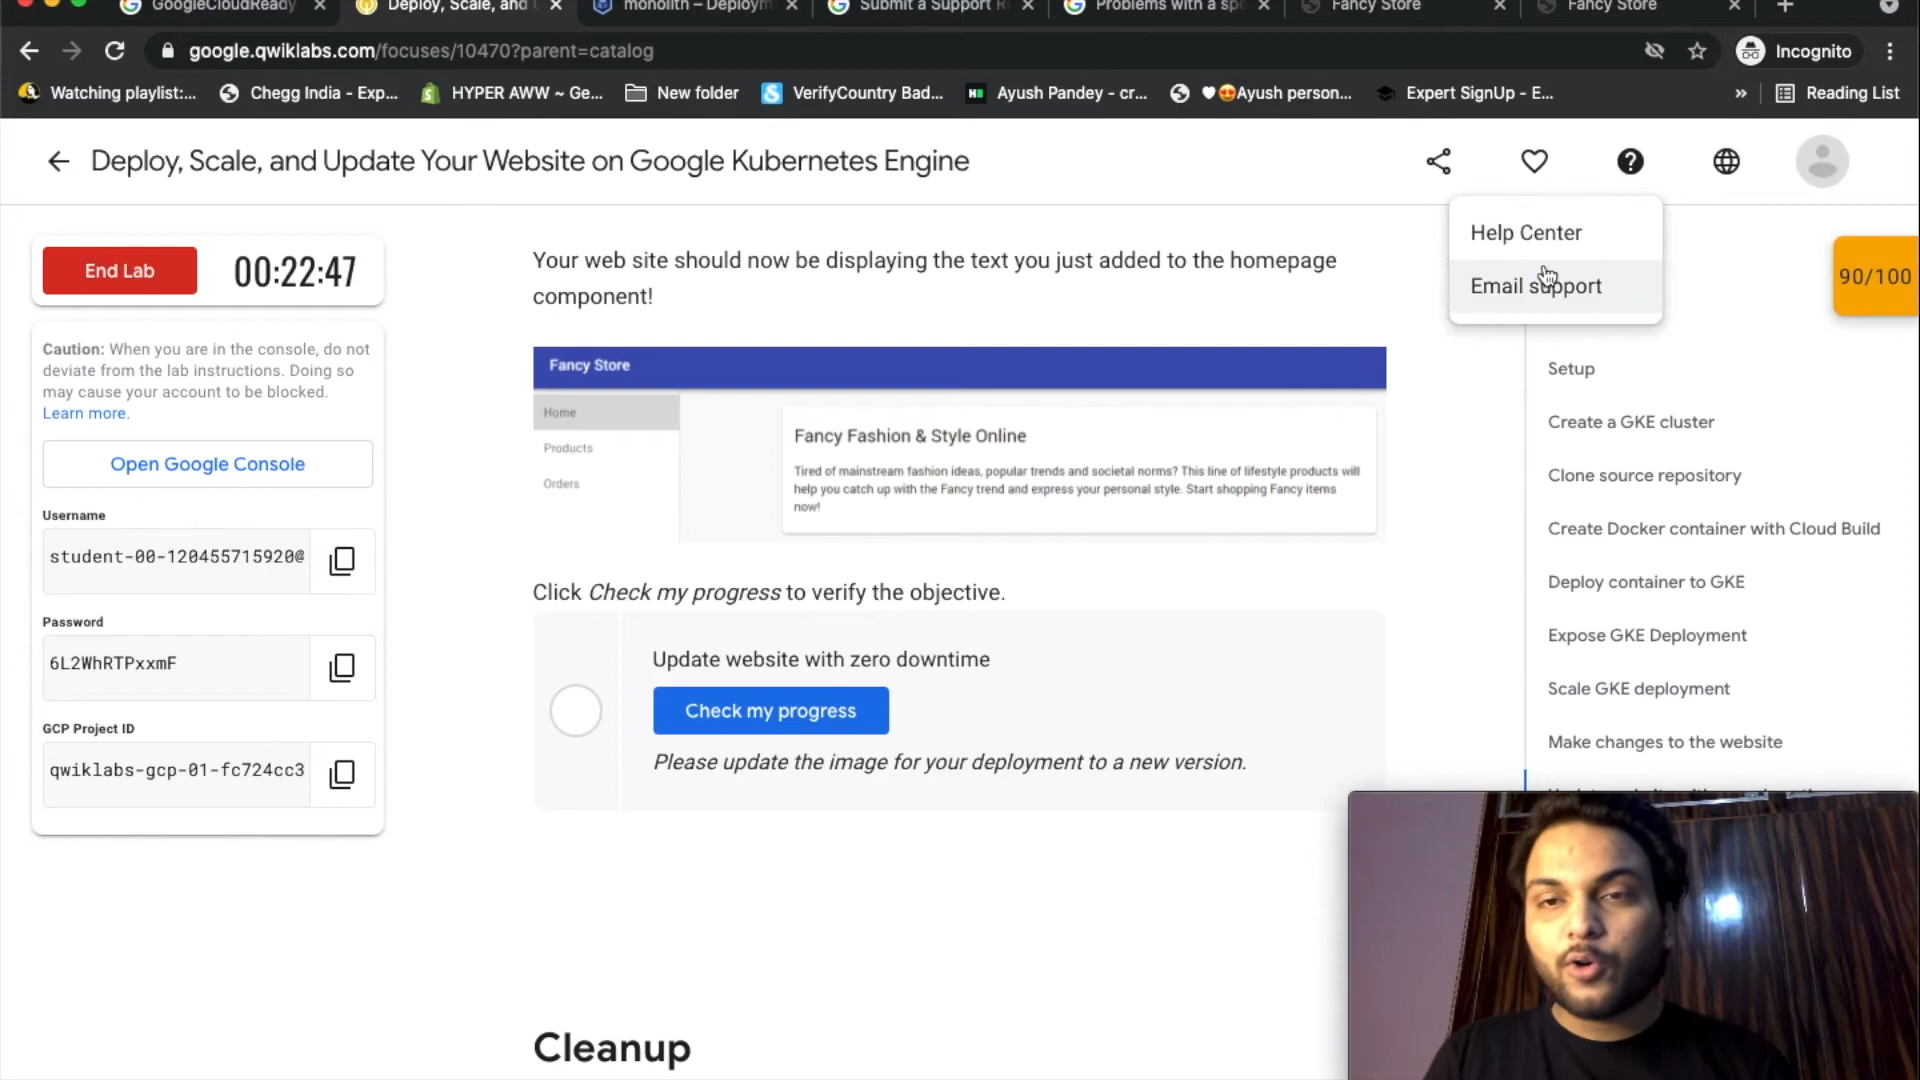 GoogleCloudReady
Deploy, Scale, and U
monolith – Deploym
Submit a Support R
Problems with a spe
Fancy Store
Fancy Store
google.qwiklabs.com/focuses/10470?parent=catalog
Incognito
Watching playlist:...
Chegg India - Exp...
HYPER AWW ~ Ge...
New folder
VerifyCountry Bad...
Ayush Pandey - cr...
Ayush person...
Expert SignUp - E...
»
Reading List
Deploy, Scale, and Update Your Website on Google Kubernetes Engine
Help Center
Email support
90/100
End Lab
00:22:47
Caution: When you are in the console, do not
deviate from the lab instructions. Doing so
may cause your account to be blocked.
Learn more.
Open Google Console
Username
student-00-120455715920@
Password
6L2WhRTPxxmF
GCP Project ID
qwiklabs-gcp-01-fc724cc3
Your web site should now be displaying the text you just added to the homepage
component!
Fancy Store
Home
Products
Orders
Fancy Fashion & Style Online
Tired of mainstream fashion ideas, popular trends and societal norms? This line of lifestyle products will
help you catch up with the Fancy trend and express your personal style. Start shopping Fancy items
now!
Click Check my progress to verify the objective.
Update website with zero downtime
Check my progress
Please update the image for your deployment to a new version.
Cleanup
Setup
Create a GKE cluster
Clone source repository
Create Docker container with Cloud Build
Deploy container to GKE
Expose GKE Deployment
Scale GKE deployment
Make changes to the website